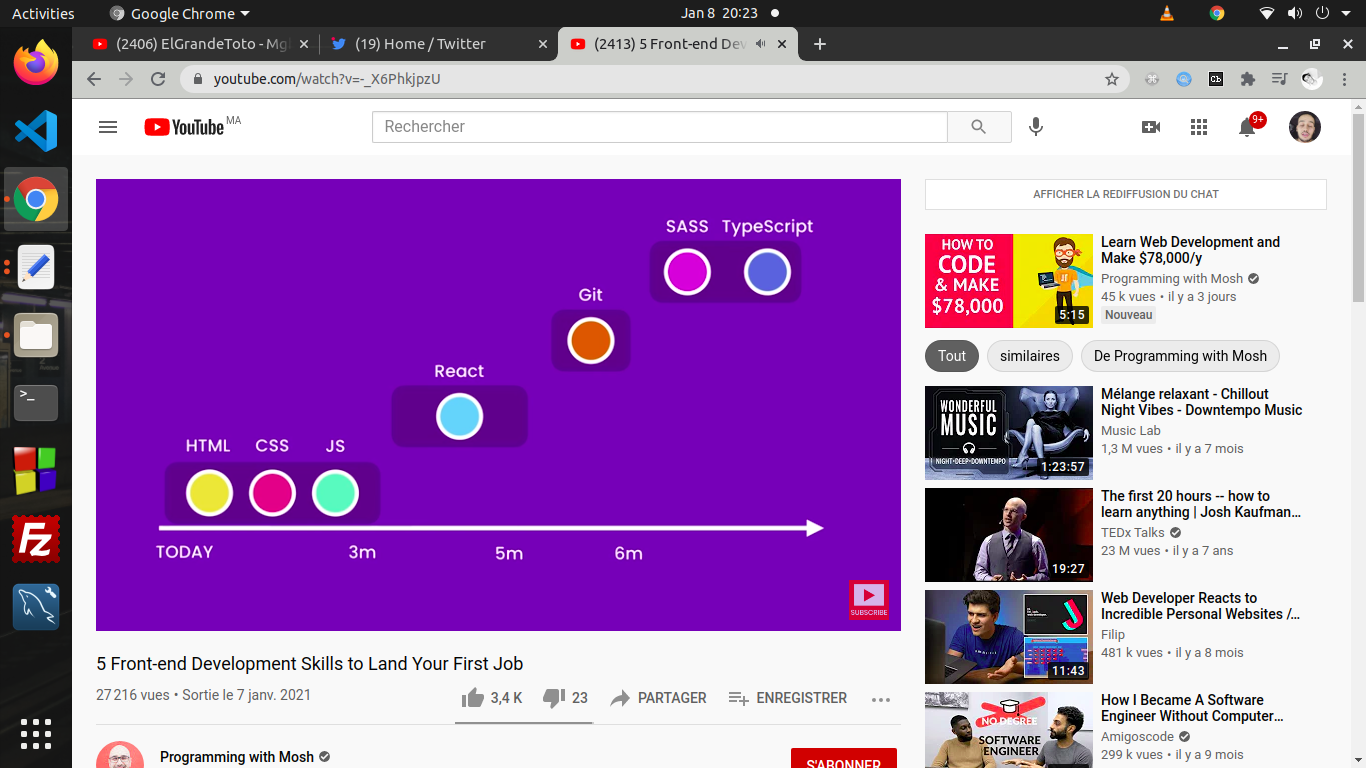 Activities
Google Chrome
Jan 8 20:23
(2406) ElGrandeToto - Mgl
(19) Home / Twitter
(2413) 5 Front-end Dev
youtube.com/watch?v=-_X6PhkjpzU
Cb
YouTube MA
Rechercher
9+
SASS TypeScript
Git
React
HTML CSS JS
TODAY 3m 5m 6m
SUBSCRIBE
5 Front-end Development Skills to Land Your First Job
27 216 vues • Sortie le 7 janv. 2021
3,4 K 23 PARTAGER ENREGISTRER
Programming with Mosh
S'ABONNER
AFFICHER LA REDIFFUSION DU CHAT
HOW TO
CODE
& MAKE
$78,000
5:15
Learn Web Development and
Make $78,000/y
Programming with Mosh
45 k vues • il y a 3 jours
Nouveau
Tout similaires De Programming with Mosh
WONDERFUL
MUSIC
NIGHT•DEEP•DOWNTEMPO
1:23:57
Mélange relaxant - Chillout
Night Vibes - Downtempo Music
Music Lab
1,3 M vues • il y a 7 mois
19:27
The first 20 hours -- how to
learn anything | Josh Kaufman…
TEDx Talks
23 M vues • il y a 7 ans
11:43
Web Developer Reacts to
Incredible Personal Websites /…
Filip
481 k vues • il y a 8 mois
NO DEGREE
SOFTWARE
ENGINEER
How I Became A Software
Engineer Without Computer…
Amigoscode
299 k vues • il y a 9 mois
>_
Fz